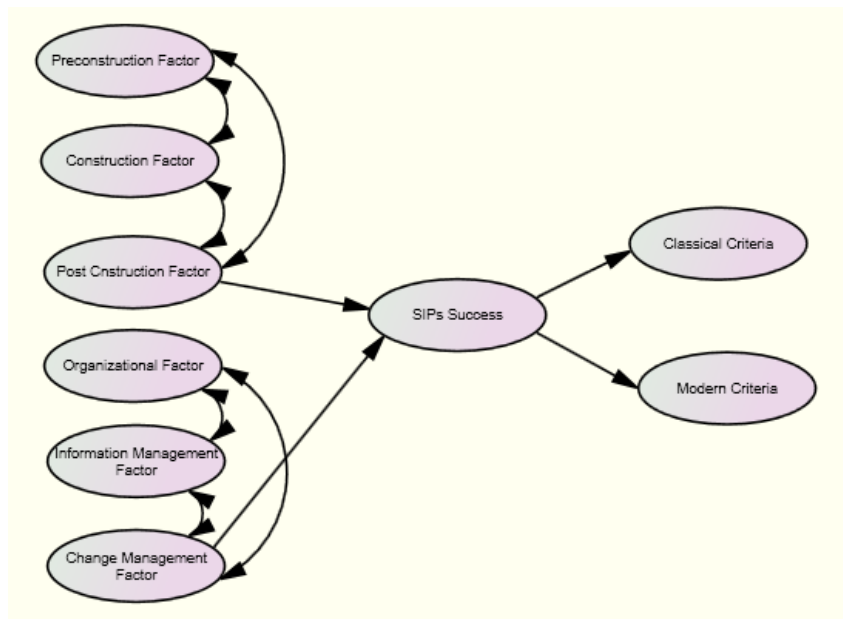 Preconstruction Factor
Construction Factor
Post Cnstruction Factor
Organizational Factor
Information Management
Factor
Change Management
Factor
SIPs Success
Classical Criteria
Modern Criteria